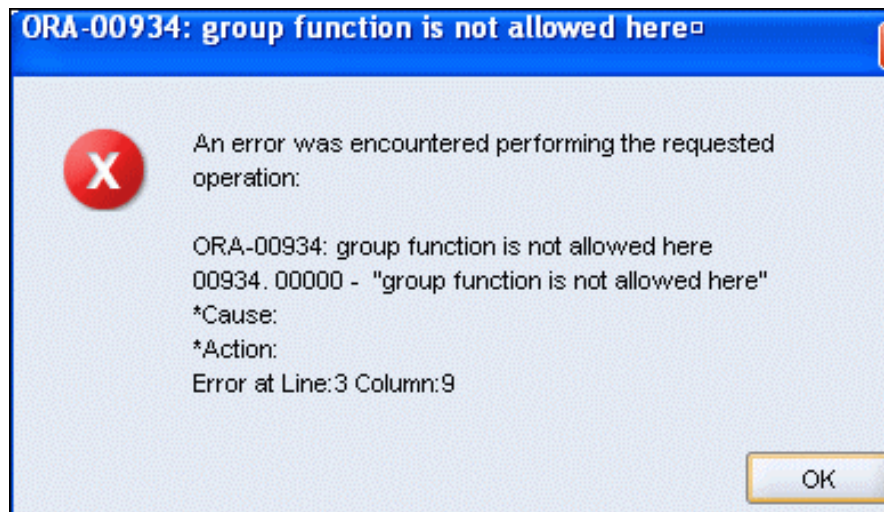 ORA-00934: group function is not allowed here¤
An error was encountered performing the requested
operation:
ORA-00934: group function is not allowed here
00934. 00000 - "group function is not allowed here"
*Cause:
*Action:
Error at Line:3 Column:9
OK